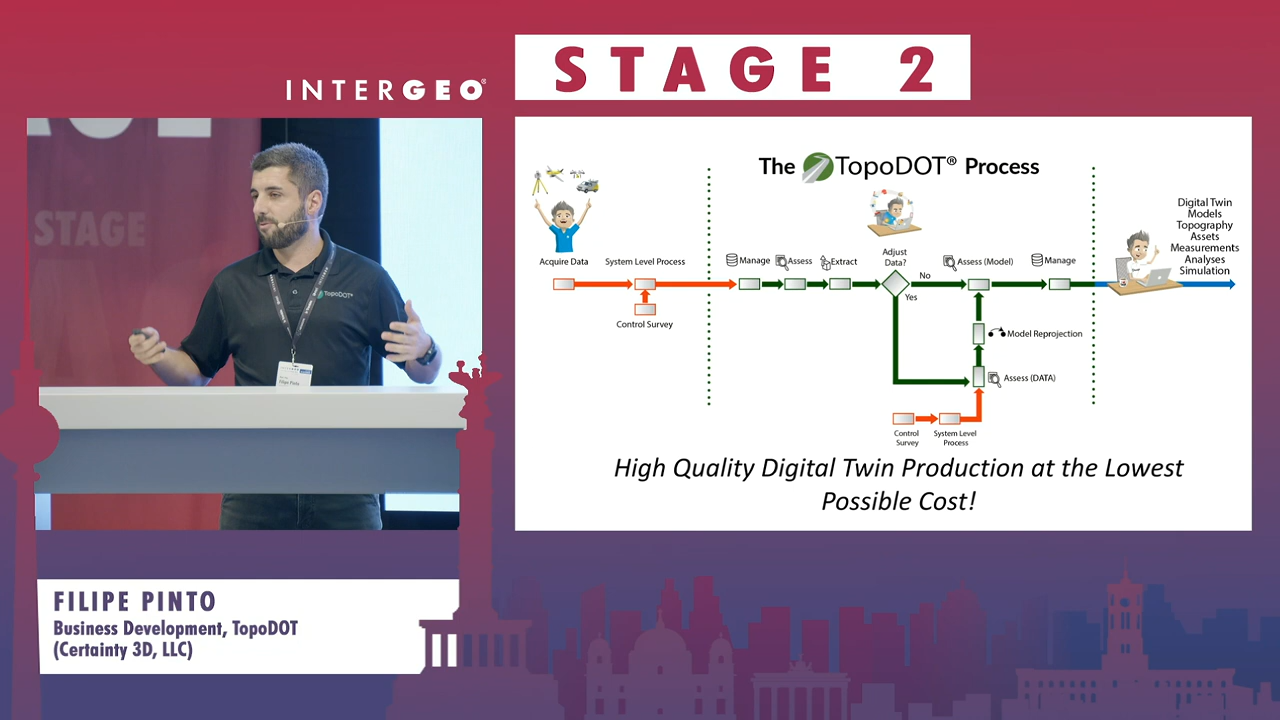 STAGE 2
INTERGEO®
STAGE
TopoDOT®
Filipe Pinto
The TopoDOT® Process
Acquire Data
System Level Process
Control Survey
Manage
Assess
Extract
Adjust
Data?
No
Yes
Assess (Model)
Manage
Model Reprojection
Assess (DATA)
Control
Survey
System Level
Process
Digital Twin
Models
Topography
Assets
Measurements
Analyses
Simulation
High Quality Digital Twin Production at the Lowest
Possible Cost!
FILIPE PINTO
Business Development, TopoDOT
(Certainty 3D, LLC)